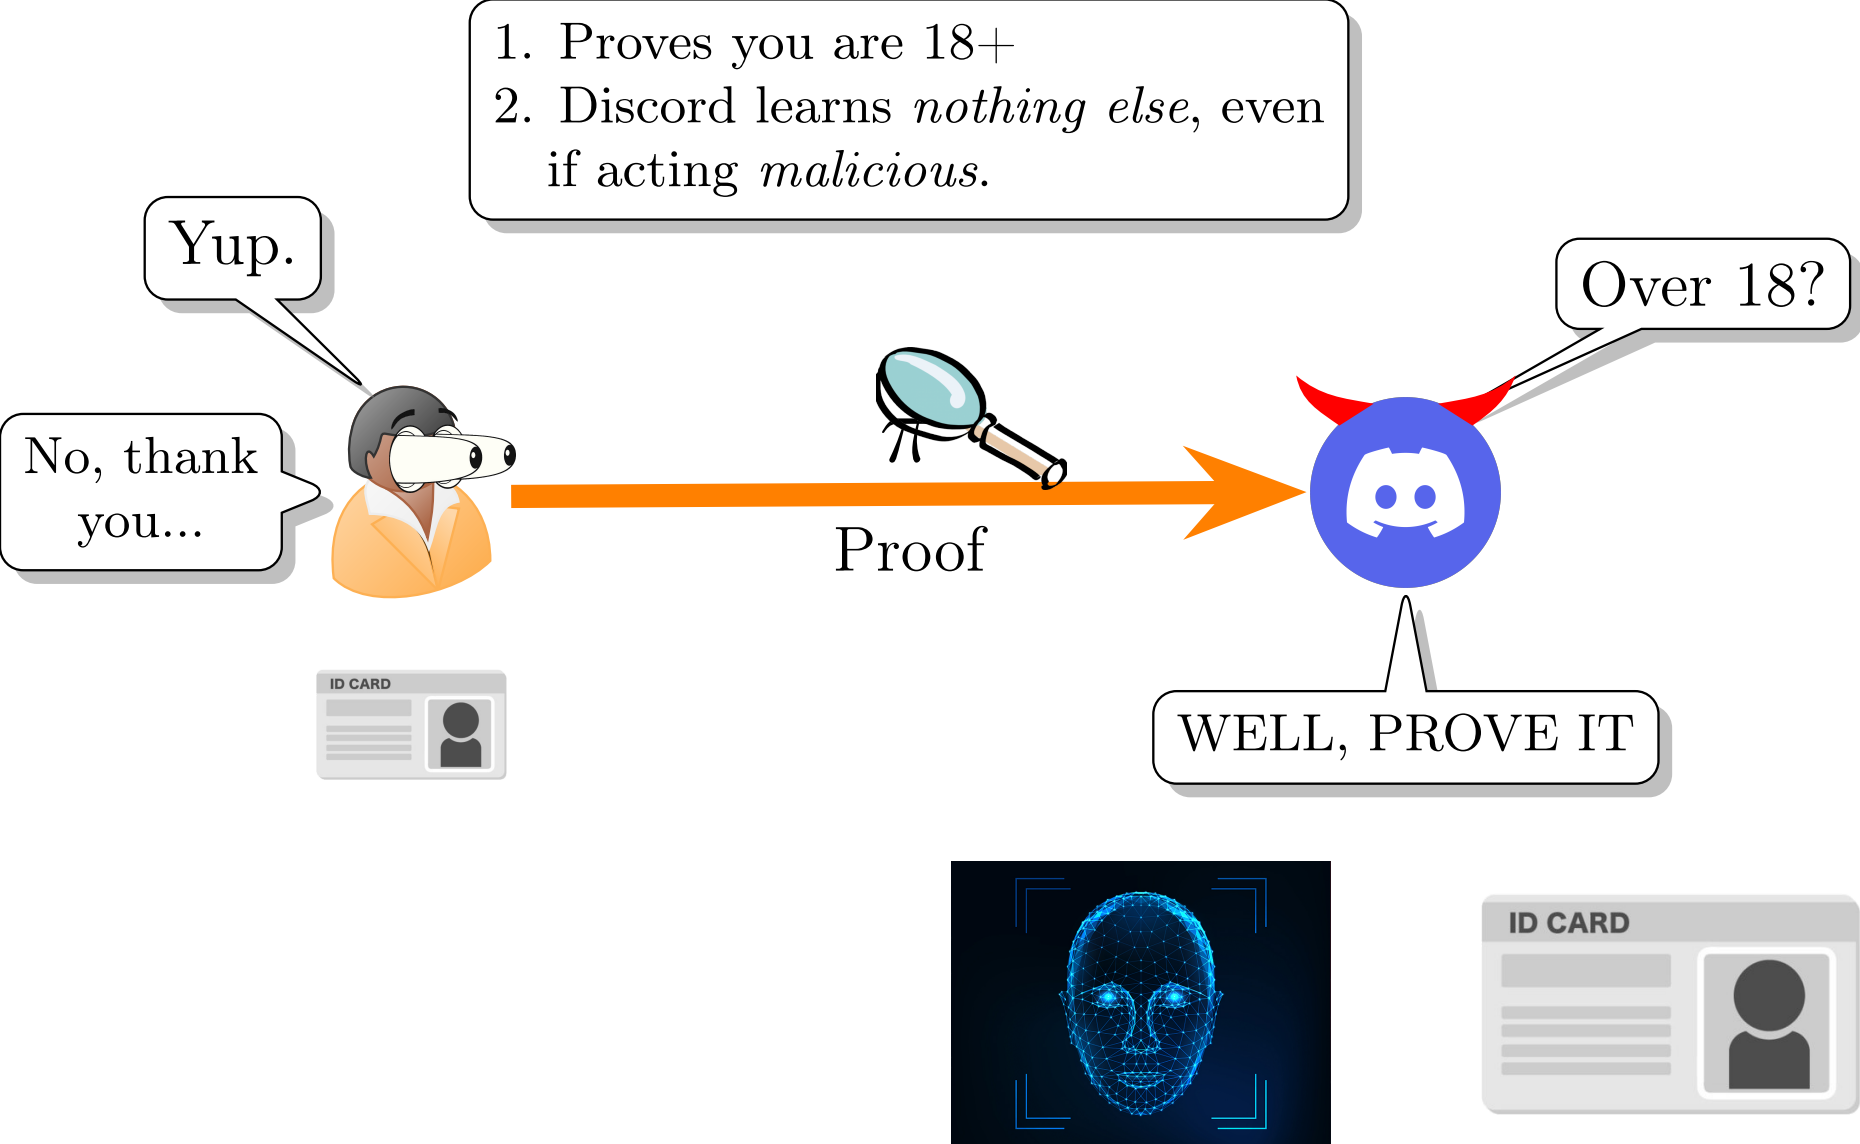 1. Proves you are 18+
2. Discord learns nothing else, even
if acting malicious.
Yup.
Over 18?
No, thank
you...
Proof
ID CARD
WELL, PROVE IT
ID CARD